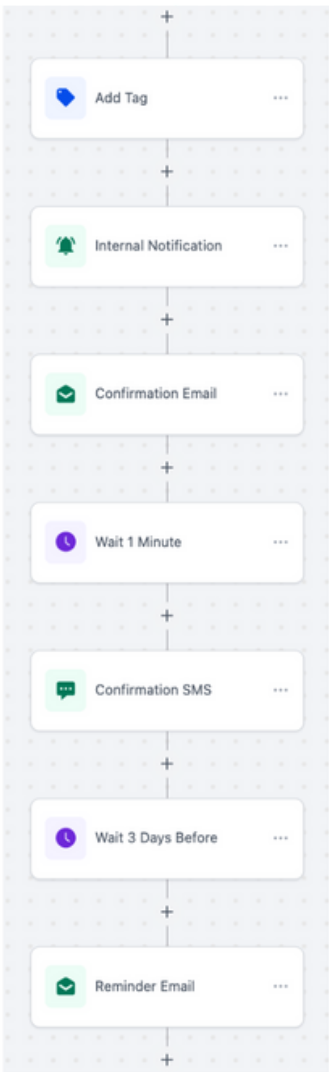 Add Tag
Internal Notification
Confirmation Email
Wait 1 Minute
Confirmation SMS
Wait 3 Days Before
Reminder Email